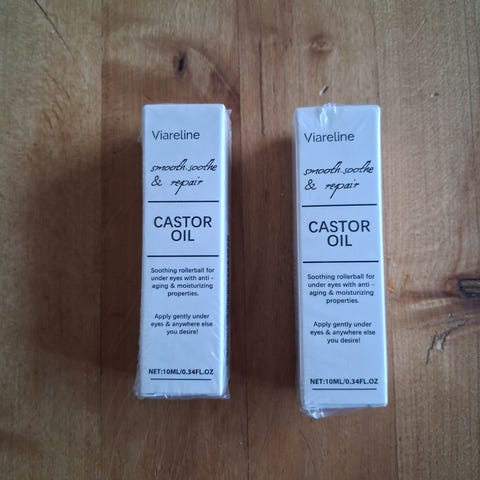 Viareline
smooth.soothe
& repair
CASTOR
OIL
Soothing rollerball for
under eyes with anti -
aging & moisturizing
properties.
Apply gently under
eyes & anywhere else
you desire!
NET:10ML/0.34FL.OZ
Viareline
smooth.soothe
& repair
CASTOR
OIL
Soothing rollerball for
under eyes with anti -
aging & moisturizing
properties.
Apply gently under
eyes & anywhere else
you desire!
NET:10ML/0.34FL.OZ